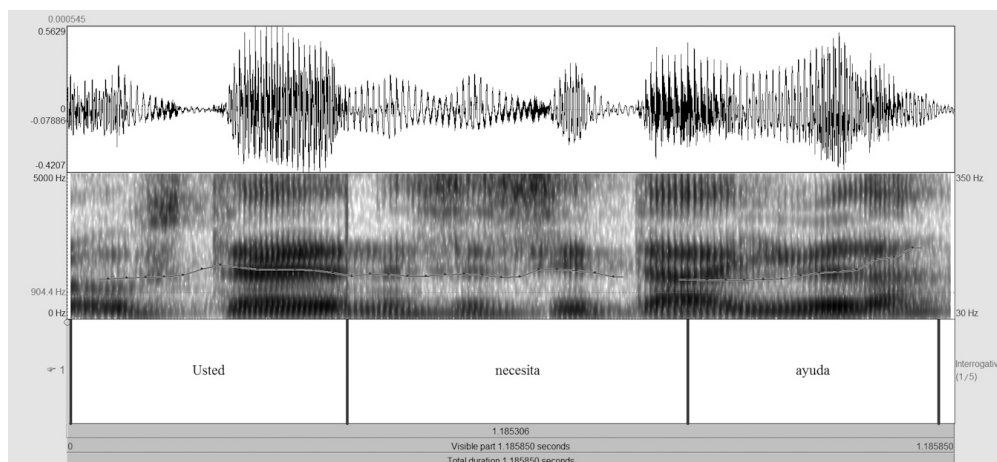 0.000545
0.5629
0
-0.07886
-0.4207
5000 Hz
350 Hz
904.4 Hz
0 Hz
30 Hz
1
Usted
necesita
ayuda
Interrogativ
(1/5)
1.185306
0
Visible part 1.185850 seconds
1.185850
Total duration 1.185850 seconds